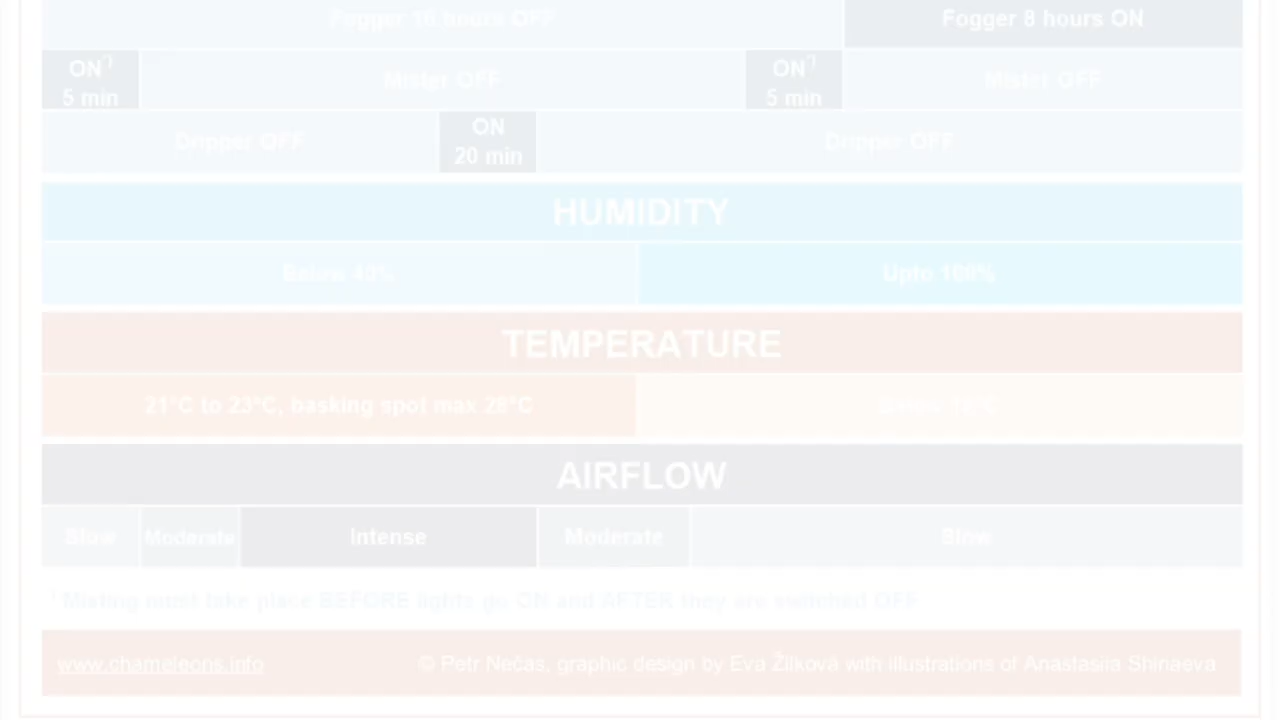 Fogger 16 hours OFF Fogger 8 hours ON
ON*) Mister OFF ON*) Mister OFF
5 min 5 min
Dripper OFF ON Dripper OFF
20 min
HUMIDITY
Below 40% Upto 100%
TEMPERATURE
21°C to 23°C, basking spot max 28°C Below
AIRFLOW
Slow Moderate Intense Moderate Slow
Misting must take place BEFORE lights go ON and AFTER they are switched OFF
www.chameleons.info © Petr Nečas, graphic design by Eva Žilková with illustrations of Anastasiia Shinaeva